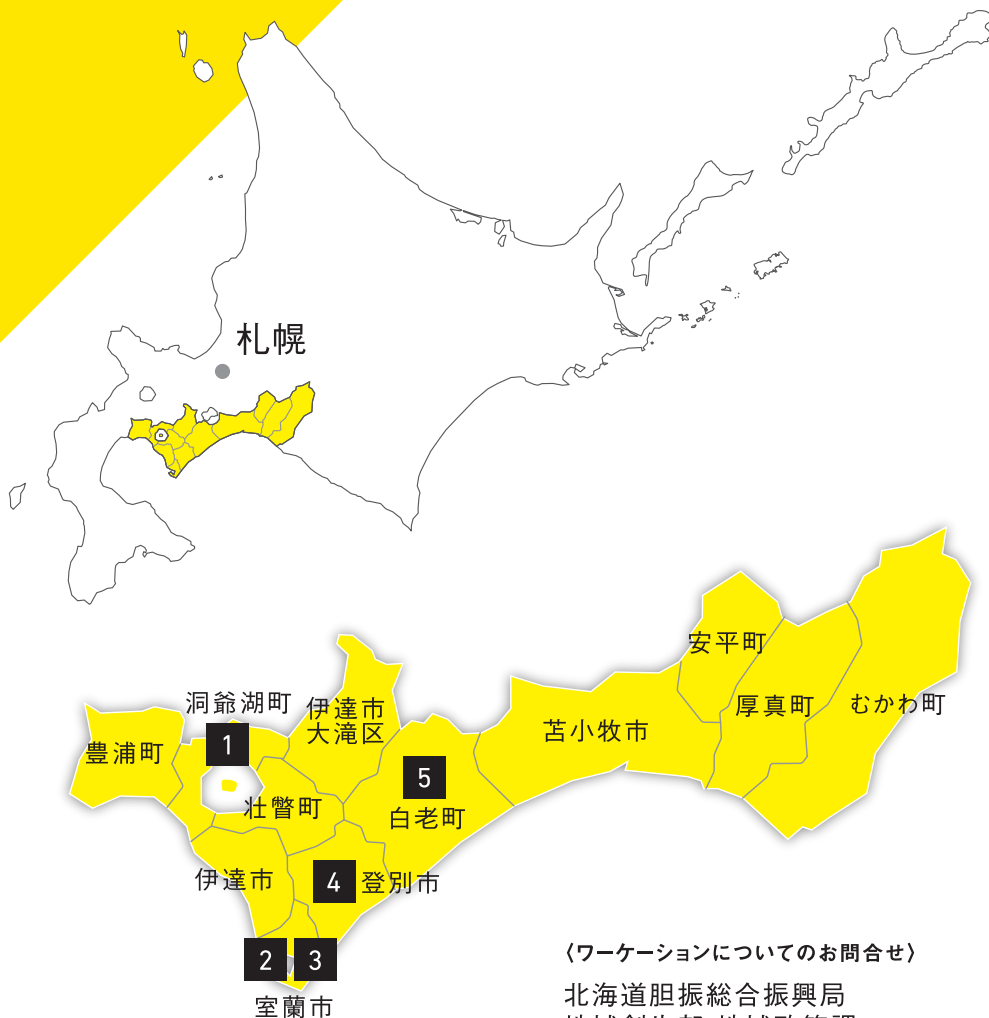 札幌
安平町
厚真町
むかわ町
洞爺湖町
伊達市
大滝区
苫小牧市
豊浦町
1
5
壮瞥町
白老町
伊達市
4
登別市
2
3
室蘭市
〈ワーケーションについてのお問合せ〉
北海道胆振総合振興局